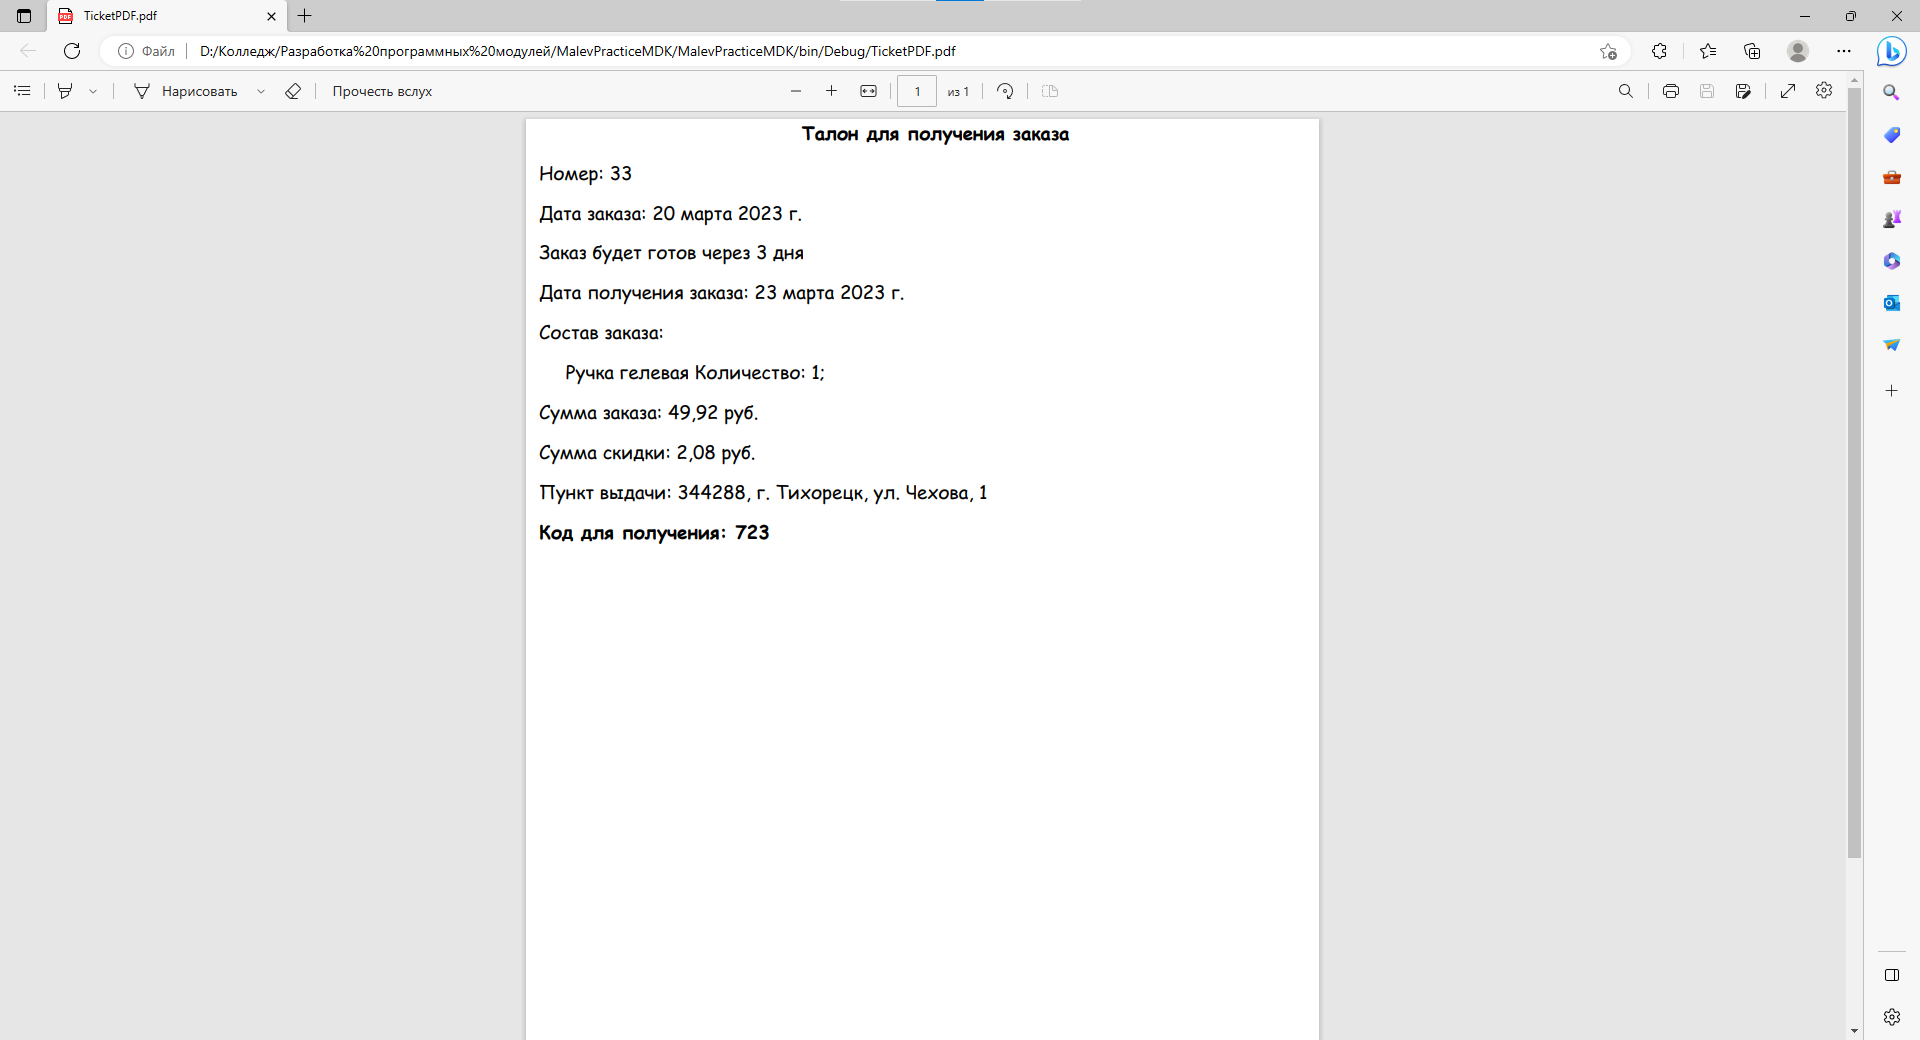 TicketPDF.pdf
Файл
D:/Колледж/Разработка%20программных%20модулей/MalevPracticeMDK/MalevPracticeMDK/bin/Debug/TicketPDF.pdf
Нарисовать
Прочесть вслух
1
из 1
Талон для получения заказа
Номер: 33
Дата заказа: 20 марта 2023 г.
Заказ будет готов через 3 дня
Дата получения заказа: 23 марта 2023 г.
Состав заказа:
Ручка гелевая Количество: 1;
Сумма заказа: 49,92 руб.
Сумма скидки: 2,08 руб.
Пункт выдачи: 344288, г. Тихорецк, ул. Чехова, 1
Код для получения: 723